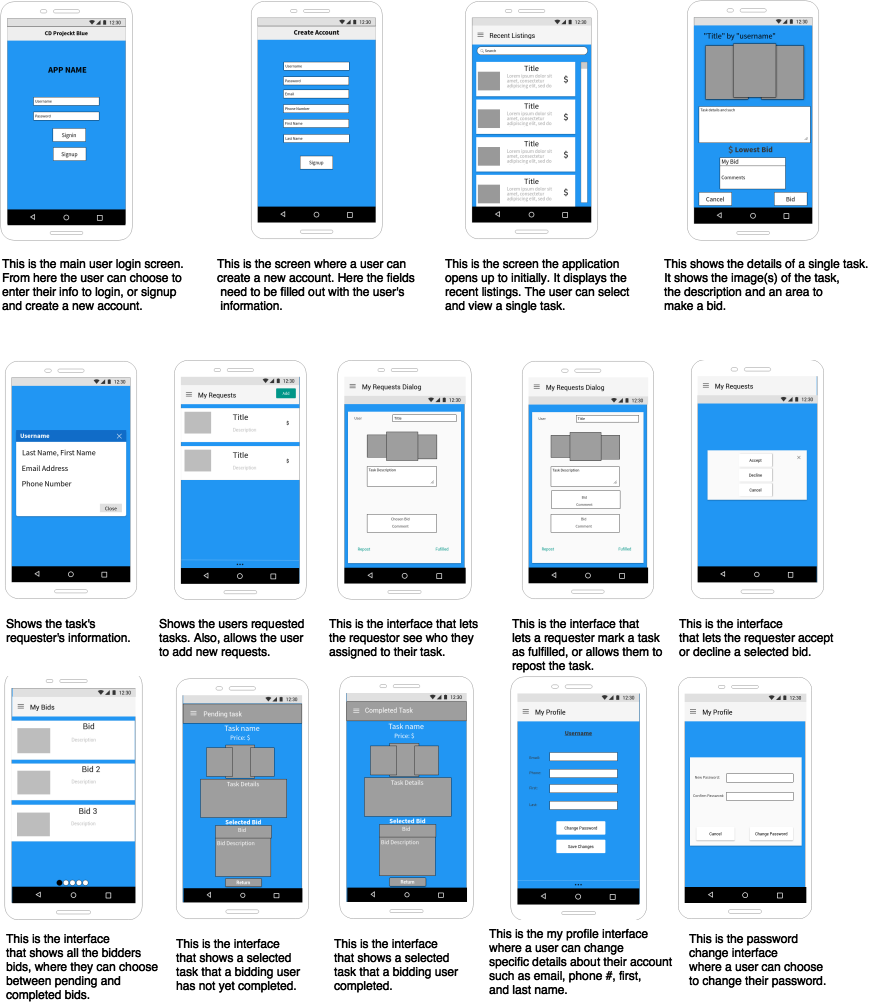 12:30
CD Projeckt Blue
APP NAME
Username
Password
Signin
Signup
This is the main user login screen.
From here the user can choose to
enter their info to login, or signup
and create a new account.
12:30
Create Account
Username
Password
Email
Phone Number
First Name
Last Name
Signup
This is the screen where a user can
create a new account. Here the fields
need to be filled out with the user's
information.
12:30
Recent Listings
Search
Title
Lorem ipsum dolor sit
amet, consectetur
adipiscing elit, sed do
$
Title
Lorem ipsum dolor sit
amet, consectetur
adipiscing elit, sed do
$
Title
Lorem ipsum dolor sit
amet, consectetur
adipiscing elit, sed do
$
Title
Lorem ipsum dolor sit
amet, consectetur
adipiscing elit, sed do
$
This is the screen the application
opens up to initially. It displays the
recent listings. The user can select
and view a single task.
12:30
"Title" by "username"
Task details and such
$ Lowest Bid
My Bid
Comments
Cancel
Bid
This shows the details of a single task.
It shows the image(s) of the task,
the description and an area to
make a bid.
12:30
Username
Last Name, First Name
Email Address
Phone Number
Close
Shows the task's
requester's information.
12:30
My Requests
Add
Title
Description
$
Title
Description
$
Shows the users requested
tasks. Also, allows the user
to add new requests.
My Requests Dialog
12:30
User
Title
Task Description
Chosen Bid
Comment
Repost
Fulfilled
This is the interface that lets
the requestor see who they
assigned to their task.
My Requests Dialog
12:30
User
Title
Task Description
Bid
Comment
Bid
Comment
Repost
Fulfilled
This is the interface that
lets a requester mark a task
as fulfilled, or allows them to
repost the task.
My Requests
12:30
Accept
Decline
Cancel
This is the interface
that lets the requester accept
or decline a selected bid.
12:30
My Bids
Bid
Description
Bid 2
Description
Bid 3
Description
This is the interface
that shows all the bidders
bids, where they can choose
between pending and
completed bids.
12:30
Pending task
Task name
Price: $
Task Details
Selected Bid
Bid
Bid Description
Return
This is the interface
that shows a selected
task that a bidding user
has not yet completed.
12:30
Completed Task
Task name
Price: $
Task Details
Selected Bid
Bid
Bid Description
Return
This is the interface
that shows a selected
task that a bidding user
completed.
12:30
My Profile
Username
Email:
Phone:
First:
Last:
Change Password
Save Changes
This is the my profile interface
where a user can change
specific details about their account
such as email, phone #, first,
and last name.
12:30
My Profile
New Password:
Confirm Password:
Cancel
Change Password
This is the password
change interface
where a user can choose
to change their password.